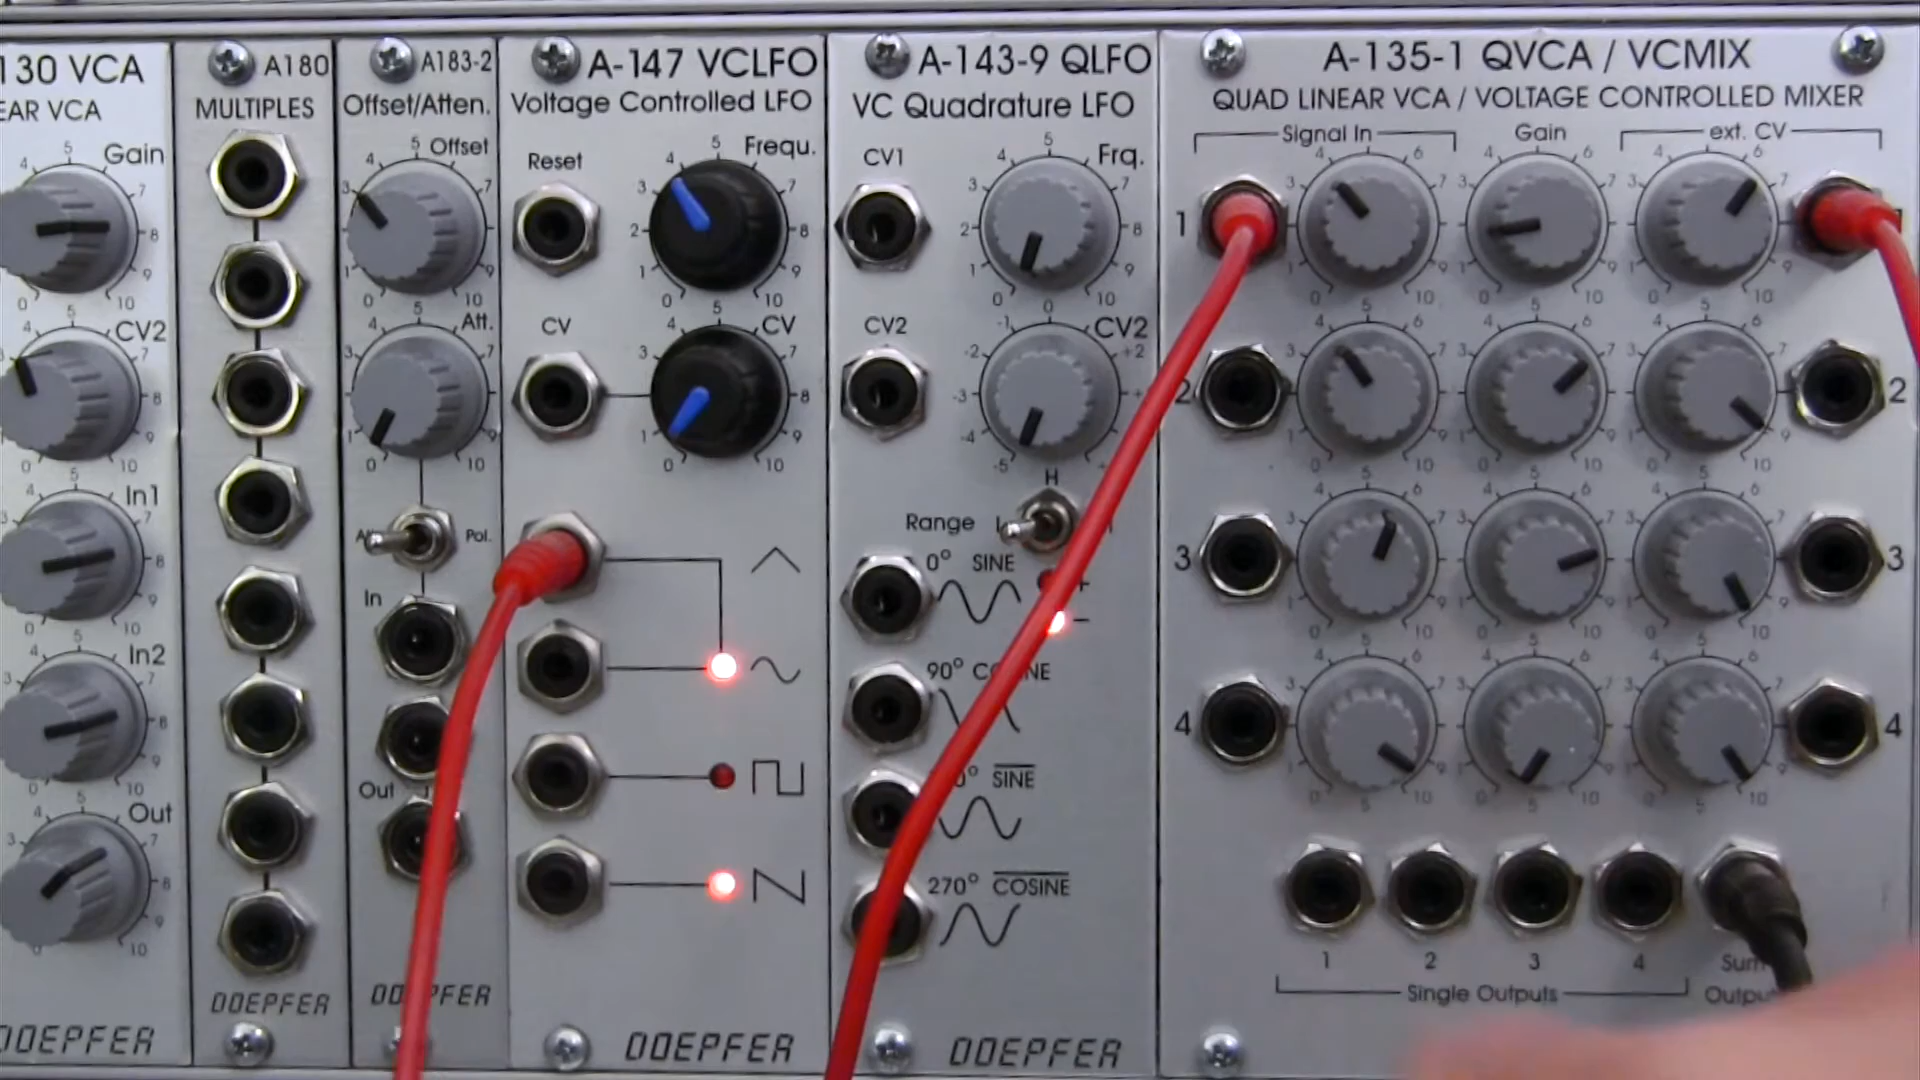 130 VCA
EAR VCA
Gain
CV2
In1
In2
Out
DOEPFER
A180
MULTIPLES
DOEPFER
A183-2
Offset/Atten.
Offset
Att.
Pol.
In
Out
A-147 VCLFO
Voltage Controlled LFO
Reset
Frequ.
CV
CV
DOEPFER
A-143-9 QLFO
VC Quadrature LFO
CV1
Frq.
CV2
CV2
H
Range
0° SINE
+
−
90°
SINE
270° COSINE
DOEPFER
A-135-1 QVCA / VCMIX
QUAD LINEAR VCA / VOLTAGE CONTROLLED MIXER
Signal In
Gain
ext. CV
1
2
2
3
3
4
4
1
2
3
4
Single Outputs